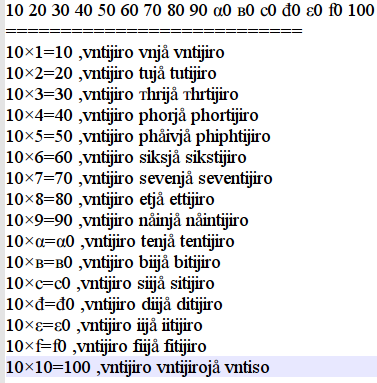 10 20 30 40 50 60 70 80 90 α0 в0 c0 đ0 ε0 f0 100
===========================
10×1=10 ,vntijiro vnjå vntijiro
10×2=20 ,vntijiro tujå tutijiro
10×3=30 ,vntijiro тhrijå тhrtijiro
10×4=40 ,vntijiro phorjå phortijiro
10×5=50 ,vntijiro phåivjå phiphtijiro
10×6=60 ,vntijiro siksjå sikstijiro
10×7=70 ,vntijiro sevenjå seventijiro
10×8=80 ,vntijiro etjå ettijiro
10×9=90 ,vntijiro nåinjå nåintijiro
10×α=α0 ,vntijiro tenjå tentijiro
10×в=в0 ,vntijiro biijå bitijiro
10×c=c0 ,vntijiro siijå sitijiro
10×đ=đ0 ,vntijiro diijå ditijiro
10×ε=ε0 ,vntijiro iijå iitijiro
10×f=f0 ,vntijiro fiijå fitijiro
10×10=100 ,vntijiro vntijirojå vntiso